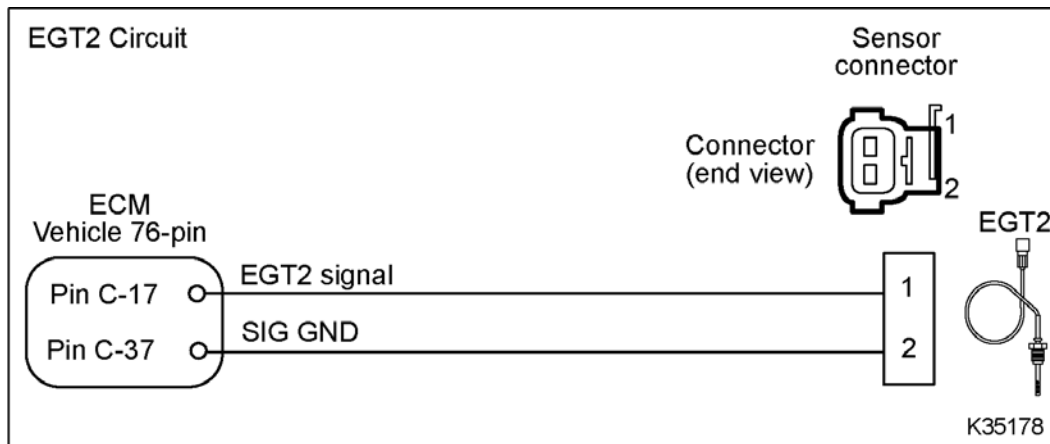 EGT2 Circuit
Sensor
connector
1
Connector
(end view)
2
ECM
Vehicle 76-pin
EGT2
Pin C-17
EGT2 signal
1
Pin C-37
SIG GND
2
K35178